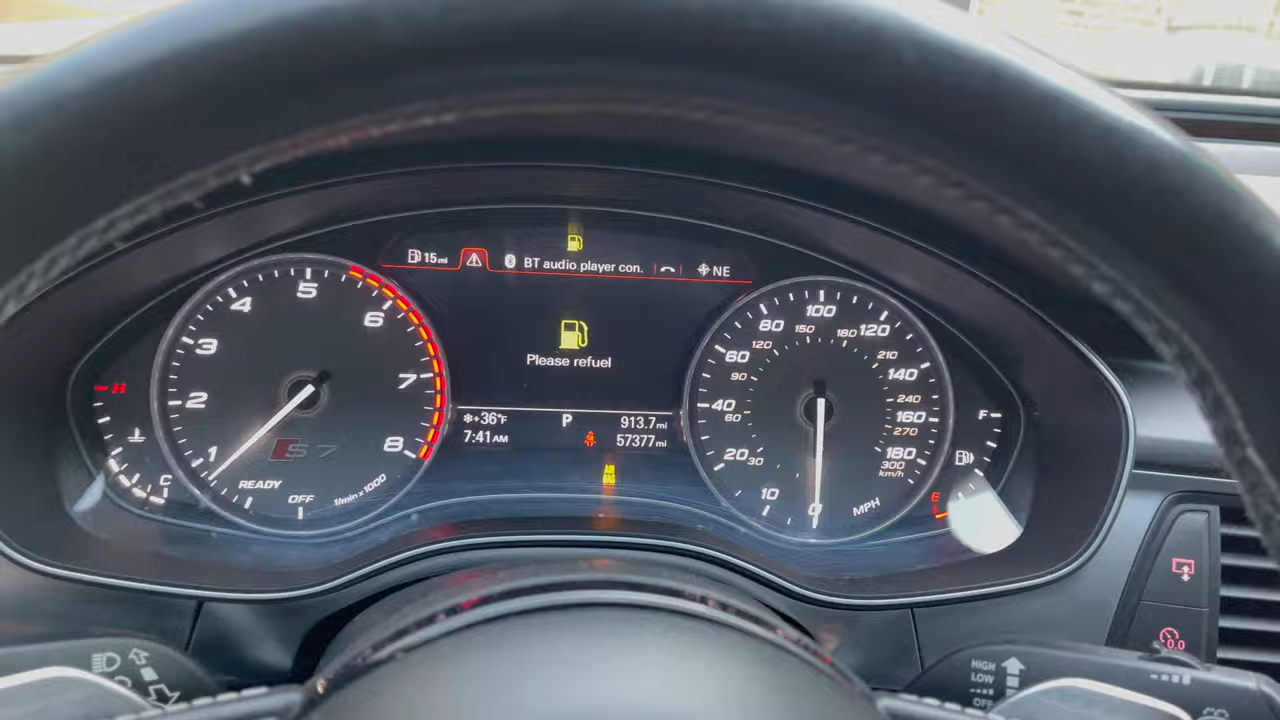 15 mi
BT audio player con.
NE
Please refuel
+36°F
P
913.7 mi
7:41 AM
57377 mi
AIR
BAG
1
2
3
4
5
6
7
8
S7
READY
OFF
1/min x 1000
H
C
0
10
20
40
60
80
100
120
140
160
180
MPH
30
60
90
120
150
180
210
240
270
300
km/h
F
E
0.0
HIGH
LOW
OFF